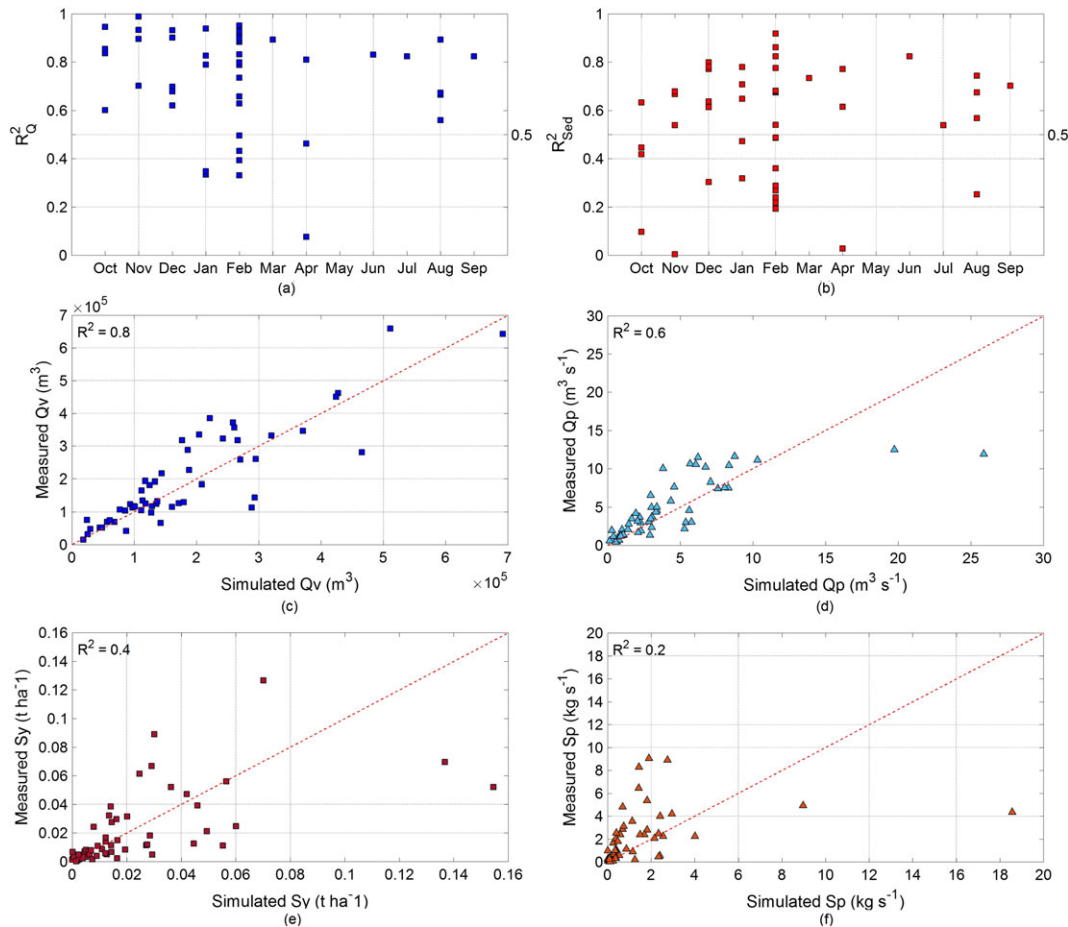 1
0.8
0.6
0.4
0.2
0
R²Q
0.5
Oct Nov Dec Jan Feb Mar Apr May Jun Jul Aug Sep
(a)
1
0.8
0.6
0.4
0.2
0
R²Sed
0.5
Oct Nov Dec Jan Feb Mar Apr May Jun Jul Aug Sep
(b)
× 10⁵
7
6
5
4
3
2
1
0
R² = 0.8
Measured Qv (m³)
0 1 2 3 4 5 6 7
Simulated Qv (m³)
× 10⁵
(c)
30
25
20
15
10
5
0
R² = 0.6
Measured Qp (m³ s⁻¹)
0 5 10 15 20 25 30
Simulated Qp (m³ s⁻¹)
(d)
0.16
0.14
0.12
0.1
0.08
0.06
0.04
0.02
0
R² = 0.4
Measured Sy (t ha⁻1)
0 0.02 0.04 0.06 0.08 0.1 0.12 0.14 0.16
Simulated Sy (t ha⁻1)
(e)
20
18
16
14
12
10
8
6
4
2
0
R² = 0.2
Measured Sp (kg s⁻¹)
0 2 4 6 8 10 12 14 16 18 20
Simulated Sp (kg s⁻¹)
(f)